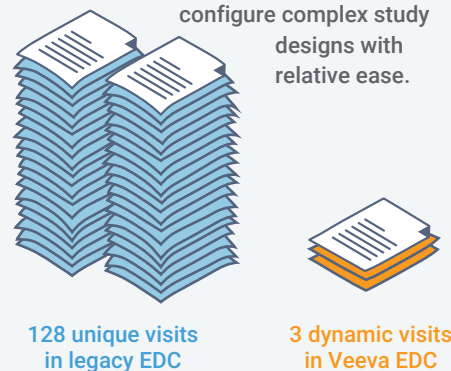 configure complex study
designs with
relative ease.
128 unique visits
in legacy EDC
3 dynamic visits
in Veeva EDC